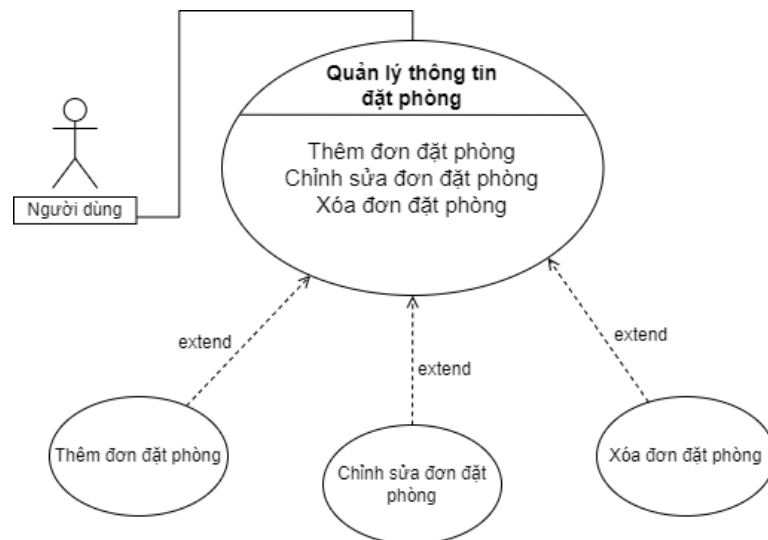 Quản lý thông tin
đặt phòng
Thêm đơn đặt phòng
Chỉnh sửa đơn đặt phòng
Xóa đơn đặt phòng
Người dùng
extend
extend
extend
Thêm đơn đặt phòng
Chỉnh sửa đơn đặt
phòng
Xóa đơn đặt phòng